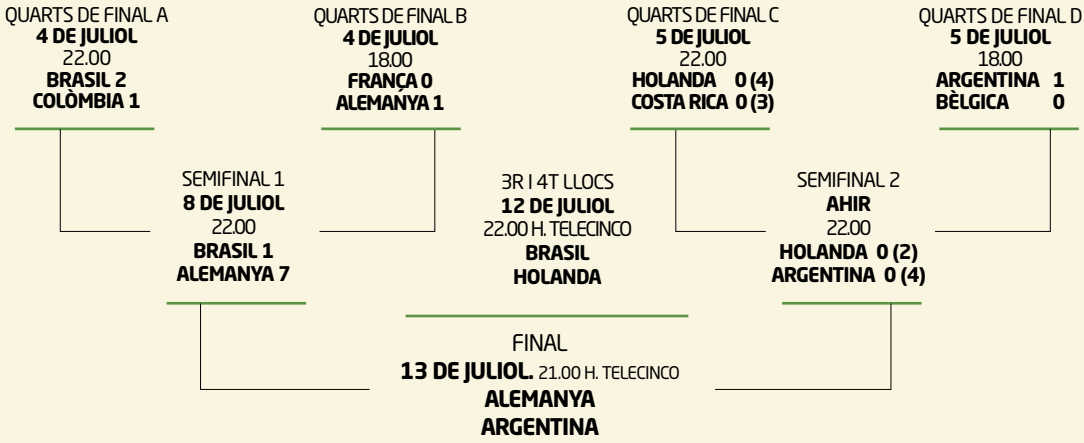 QUARTS DE FINAL A
4 DE JULIOL
22.00
BRASIL 2
COLÒMBIA 1
QUARTS DE FINAL B
4 DE JULIOL
18.00
FRANÇA 0
ALEMANYA 1
QUARTS DE FINAL C
5 DE JULIOL
22.00
HOLANDA 0 (4)
COSTA RICA 0 (3)
QUARTS DE FINAL D
5 DE JULIOL
18.00
ARGENTINA 1
BÈLGICA 0
SEMIFINAL 1
8 DE JULIOL
22.00
BRASIL 1
ALEMANYA 7
3R I 4T LLOCS
12 DE JULIOL
22.00 H. TELECINCO
BRASIL
HOLANDA
SEMIFINAL 2
AHIR
22.00
HOLANDA 0 (2)
ARGENTINA 0 (4)
FINAL
13 DE JULIOL. 21.00 H. TELECINCO
ALEMANYA
ARGENTINA